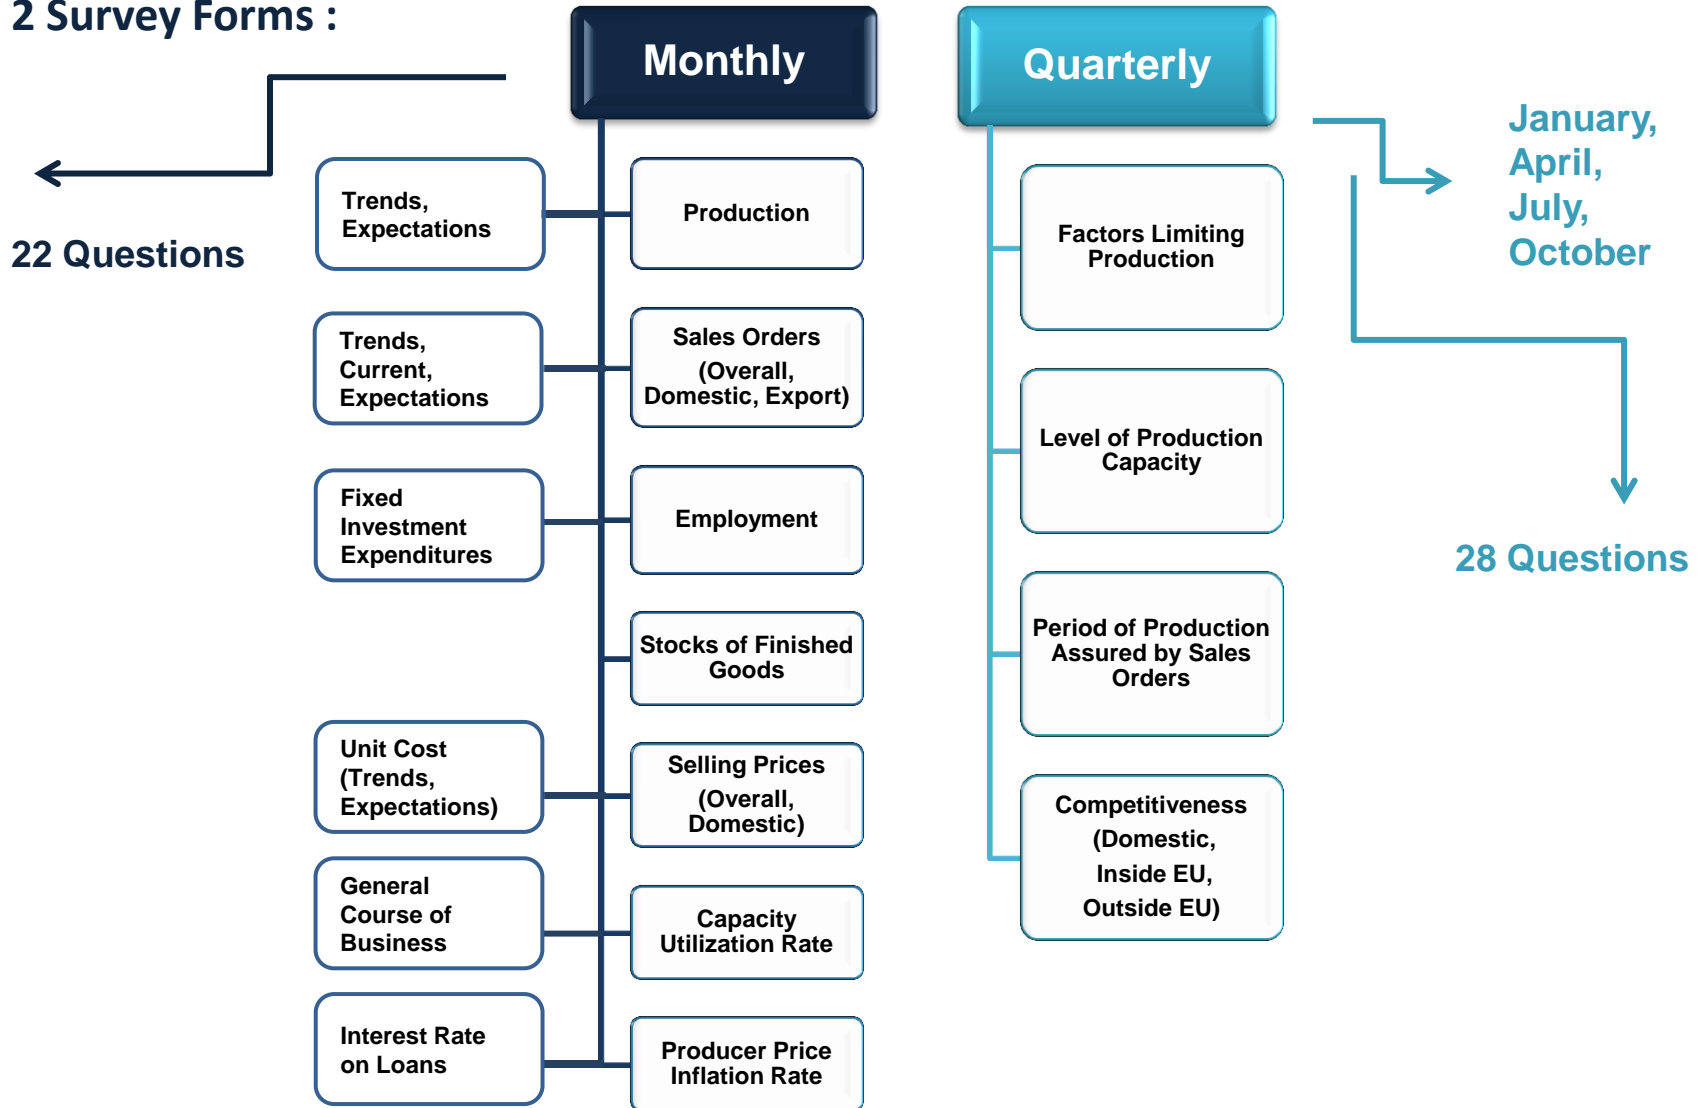 2 Survey Forms :
Monthly
Quarterly
22 Questions
Trends,
Expectations
Production
Trends,
Current,
Expectations
Sales Orders
(Overall,
Domestic, Export)
Fixed
Investment
Expenditures
Employment
Stocks of Finished
Goods
Unit Cost
(Trends,
Expectations)
Selling Prices
(Overall,
Domestic)
General
Course of
Business
Capacity
Utilization Rate
Interest Rate
on Loans
Producer Price
Inflation Rate
Factors Limiting
Production
Level of Production
Capacity
Period of Production
Assured by Sales
Orders
Competitiveness
(Domestic,
Inside EU,
Outside EU)
January,
April,
July,
October
28 Questions